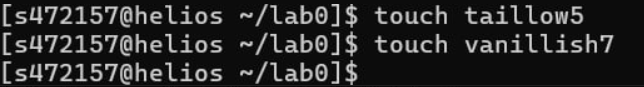 [s472157@helios ~/lab0]$ touch taillow5
[s472157@helios ~/lab0]$ touch vanillish7
[s472157@helios ~/lab0]$